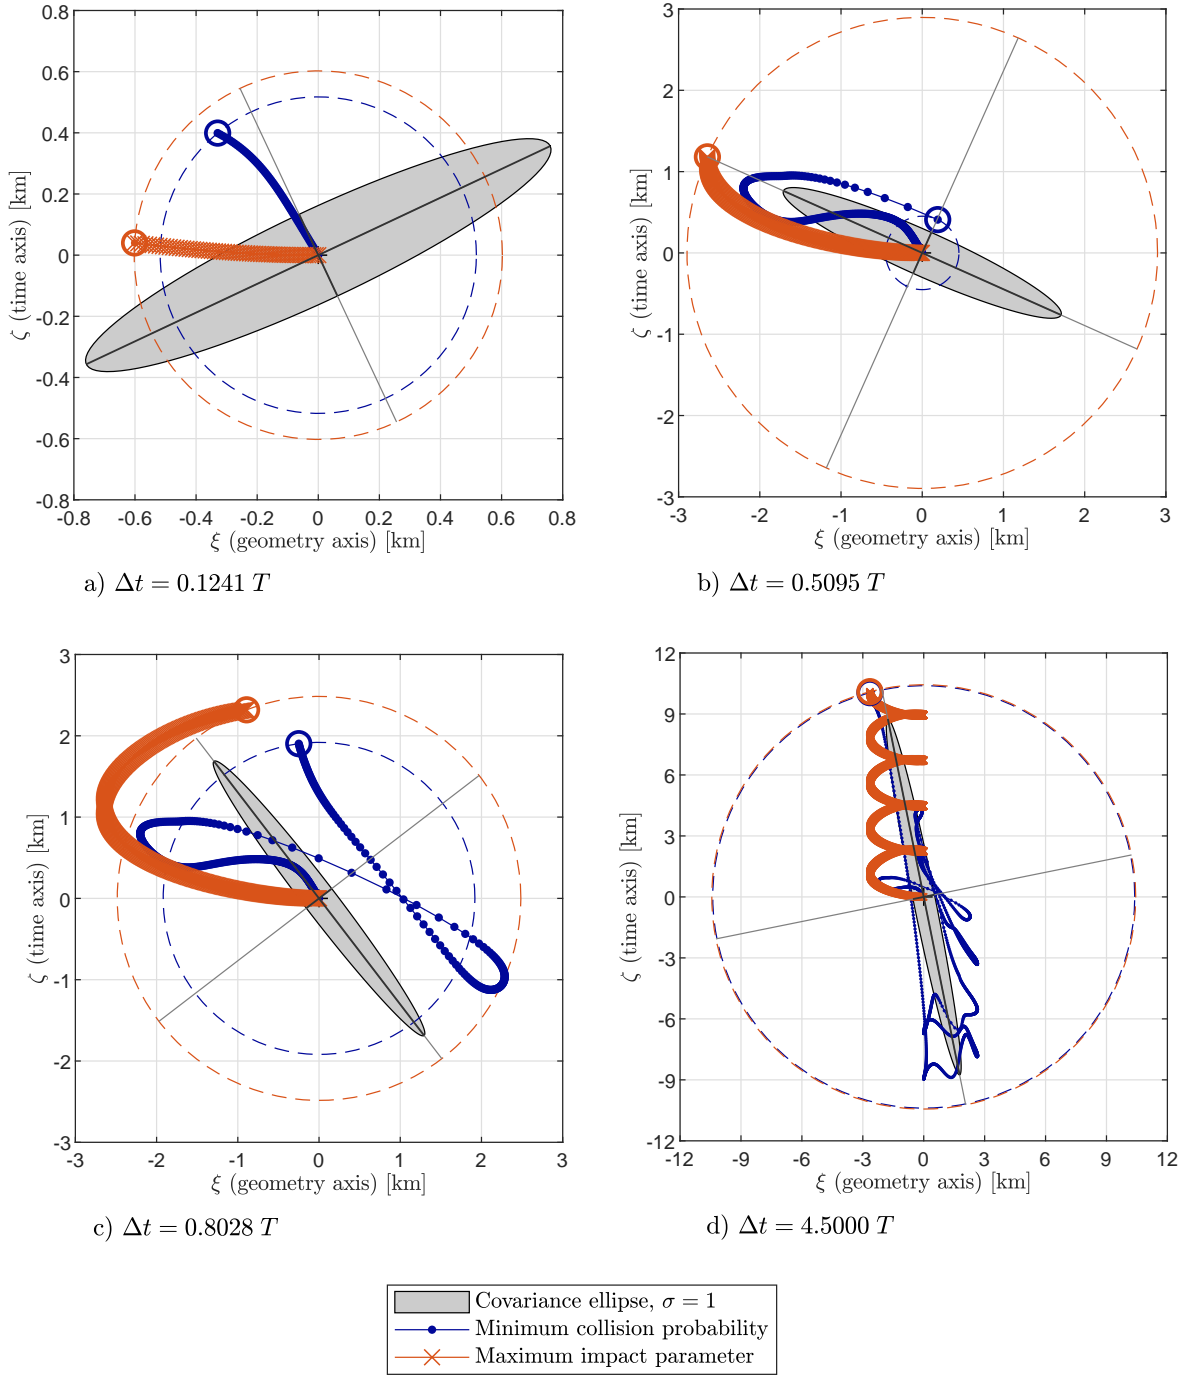 0.8
0.6
0.4
0.2
0
-0.2
-0.4
-0.6
-0.8
ζ (time axis) [km]
-0.8 -0.6 -0.4 -0.2 0 0.2 0.4 0.6 0.8
ξ (geometry axis) [km]
a) Δt = 0.1241 T
3
2
1
0
-1
-2
-3
ζ (time axis) [km]
-3 -2 -1 0 1 2 3
ξ (geometry axis) [km]
b) Δt = 0.5095 T
3
2
1
0
-1
-2
-3
ζ (time axis) [km]
-3 -2 -1 0 1 2 3
ξ (geometry axis) [km]
c) Δt = 0.8028 T
12
9
6
3
0
-3
-6
-9
-12
ζ (time axis) [km]
-12 -9 -6 -3 0 3 6 9 12
ξ (geometry axis) [km]
d) Δt = 4.5000 T
Covariance ellipse, σ = 1
Minimum collision probability
Maximum impact parameter